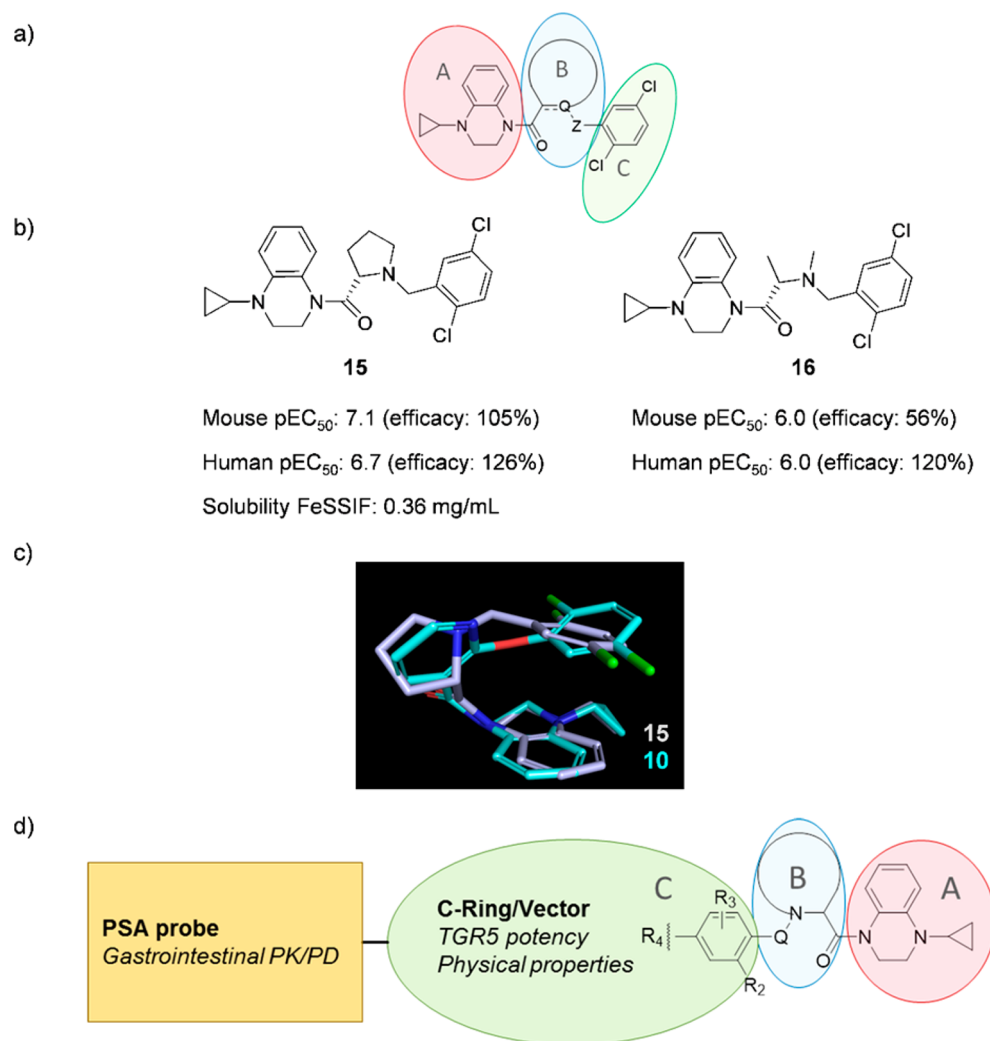 a)
A
B
C
N
N
O
Q
Z
Cl
Cl
b)
N
N
O
N
Cl
Cl
15
N
N
O
N
Cl
Cl
16
Mouse pEC50: 7.1 (efficacy: 105%)
Human pEC50: 6.7 (efficacy: 126%)
Solubility FeSSIF: 0.36 mg/mL
Mouse pEC50: 6.0 (efficacy: 56%)
Human pEC50: 6.0 (efficacy: 120%)
c)
15
10
d)
PSA probe
Gastrointestinal PK/PD
C-Ring/Vector
TGR5 potency
Physical properties
C
R3
R4
R2
Q
B
N
O
A
N
N